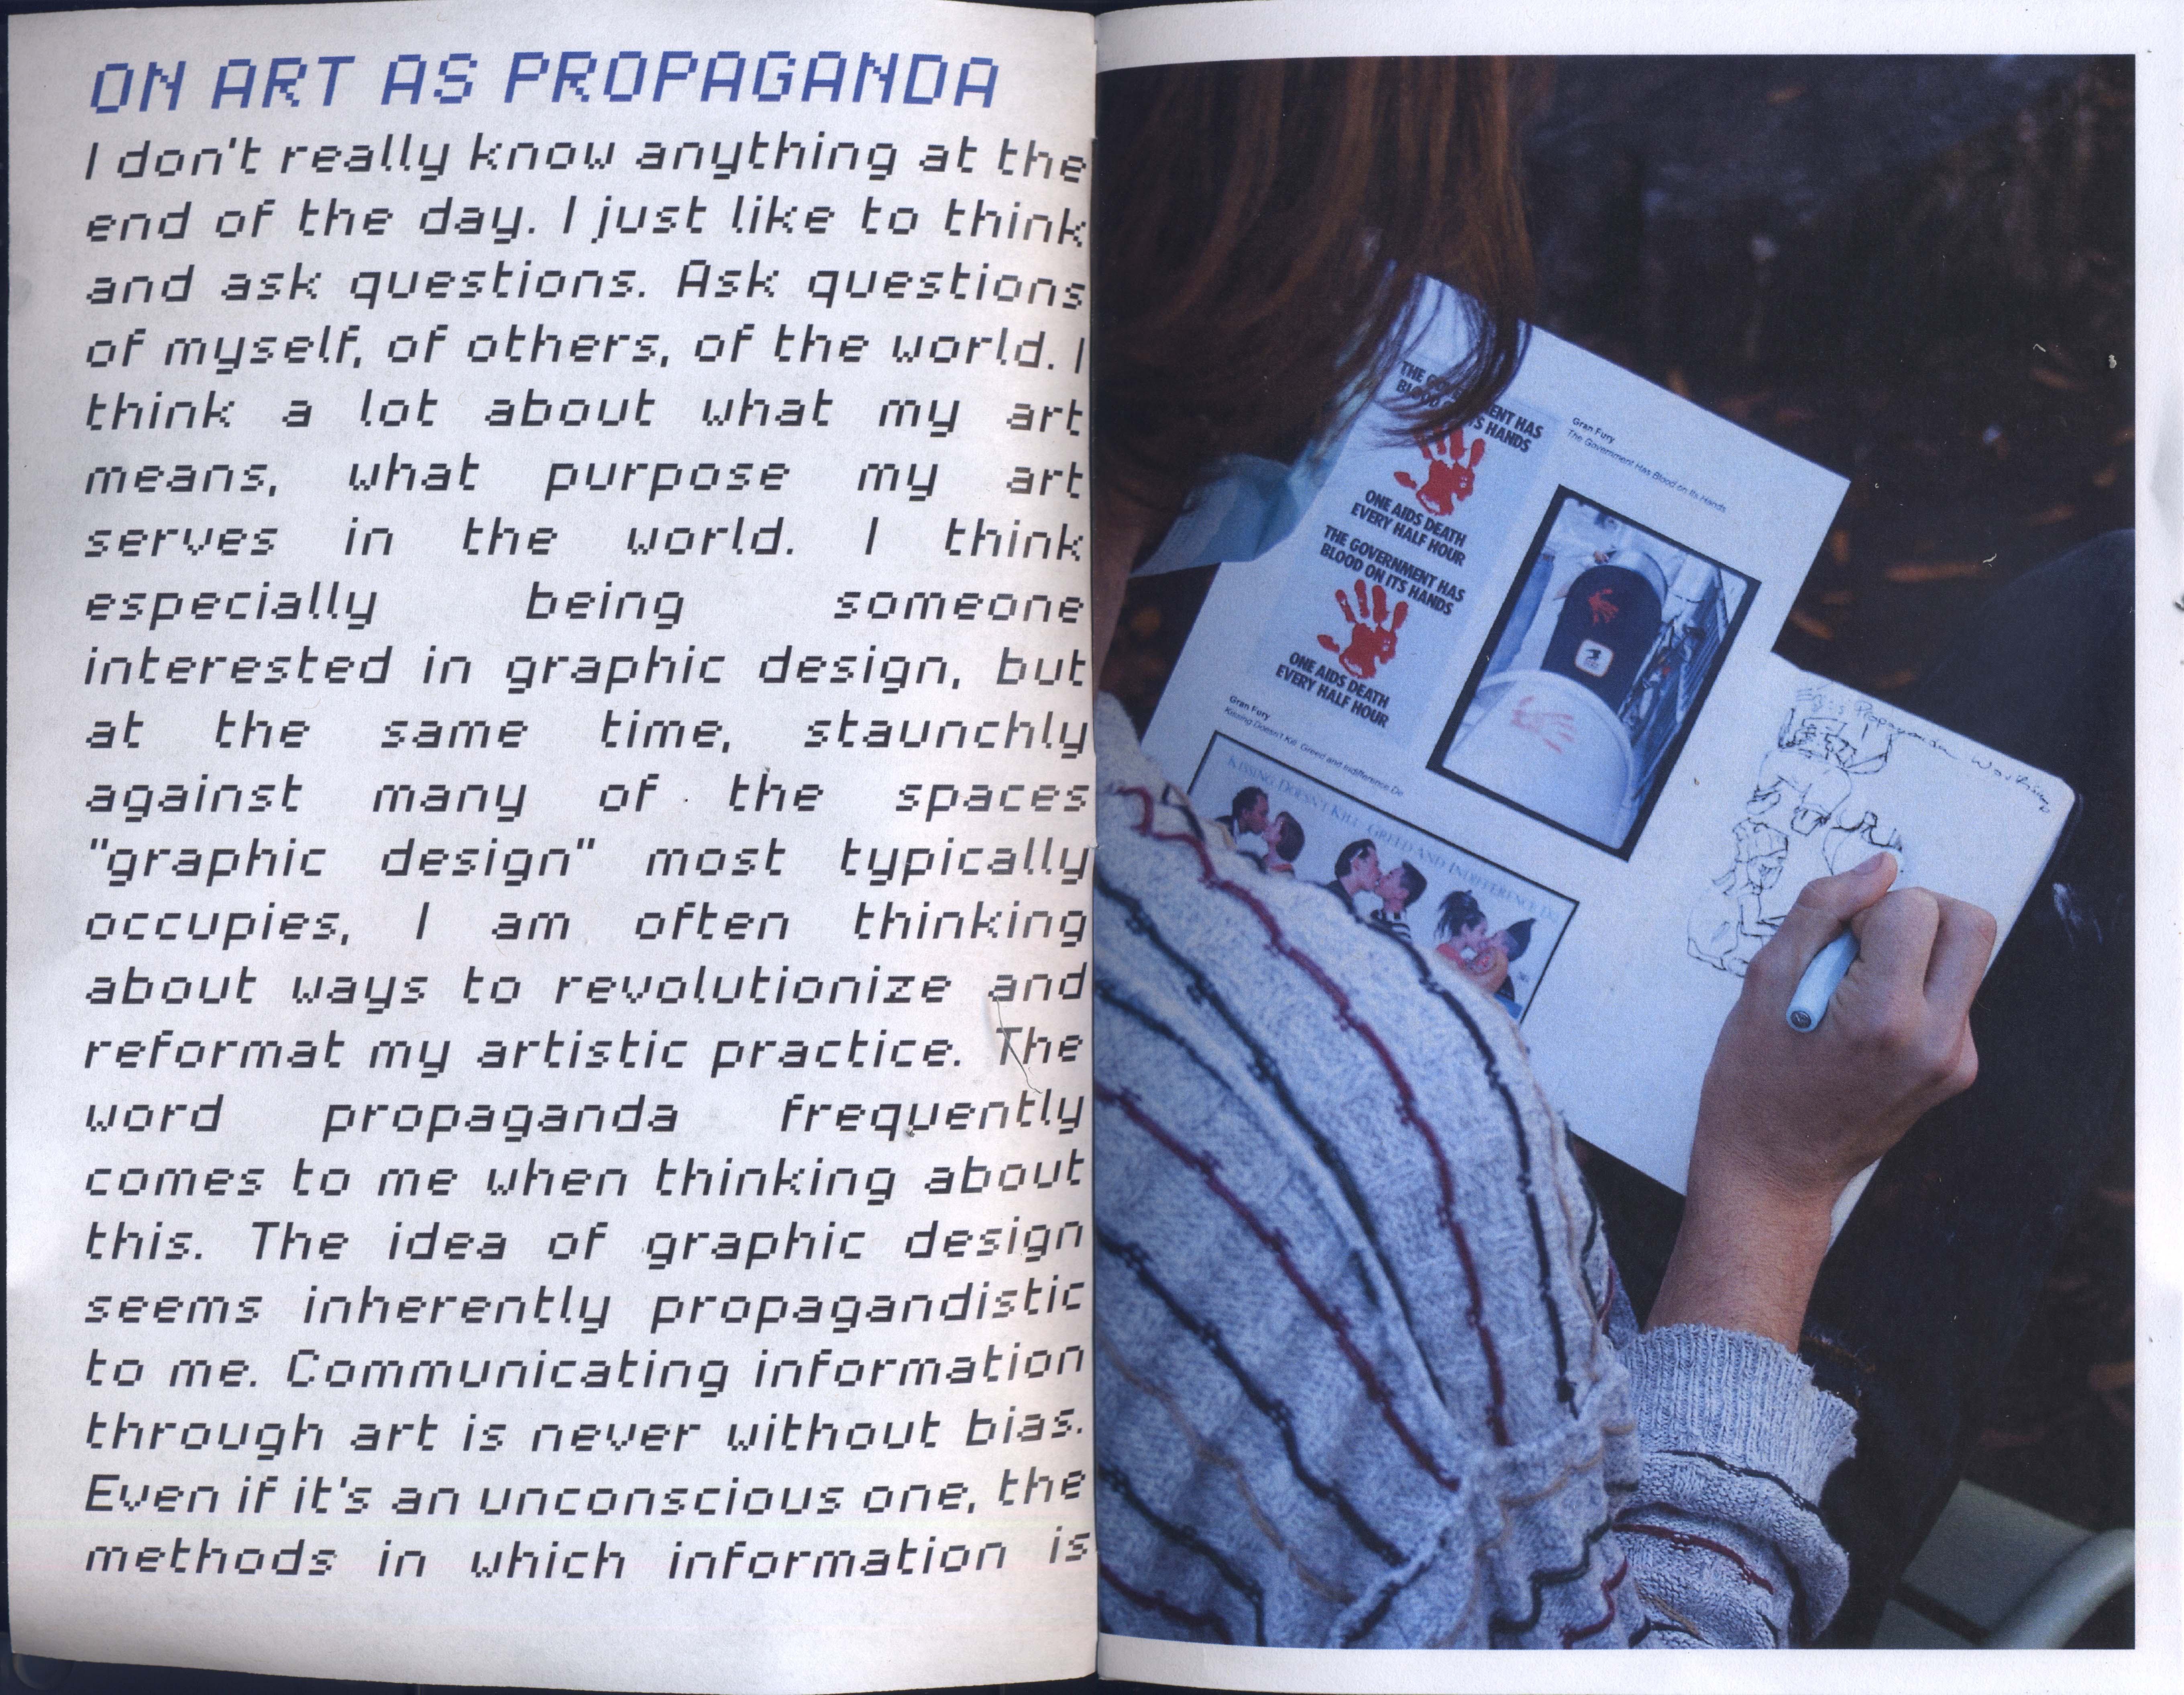 ON ART AS PROPAGANDA
I don't really know anything at the
end of the day. I just like to think
and ask questions. Ask questions
of myself, of others, of the world. I
think a lot about what my art
means, what purpose my art
serves in the world. I think
especially being someone
interested in graphic design, but
at the same time, staunchly
against many of the spaces
"graphic design" most typically
occupies, I am often thinking
about ways to revolutionize and
reformat my artistic practice. The
word propaganda frequently
comes to me when thinking about
this. The idea of graphic design
seems inherently propagandistic
to me. Communicating information
through art is never without bias.
Even if it's an unconscious one, the
methods in which information is
THE GOVERNMENT HAS
BLOOD ITS HANDS
ONE AIDS DEATH
EVERY HALF HOUR
THE GOVERNMENT HAS
BLOOD ON ITS HANDS
ONE AIDS DEATH
EVERY HALF HOUR
Gran Fury
The Government Has Blood on Its Hands
Gran Fury
Kissing Doesn't Kill: Greed and Indifference Do
KISSING DOESN'T KILL: GREED AND INDIFFERENCE DO
Propaganda Workshop